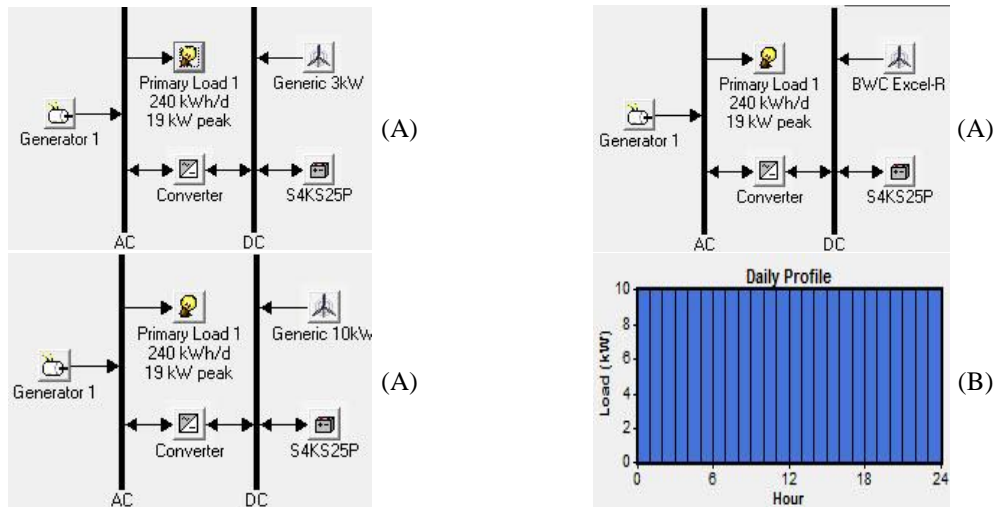 Primary Load 1
240 kWh/d
19 kW peak
Generic 3kW
Generator 1
Converter
S4KS25P
AC
DC
(A)
Primary Load 1
240 kWh/d
19 kW peak
BWC Excel-R
Generator 1
Converter
S4KS25P
AC
DC
(A)
Primary Load 1
240 kWh/d
19 kW peak
Generic 10kW
Generator 1
Converter
S4KS25P
AC
DC
(A)
Daily Profile
Load (kW)
10
8
6
4
2
0
0 6 12 18 24
Hour
(B)